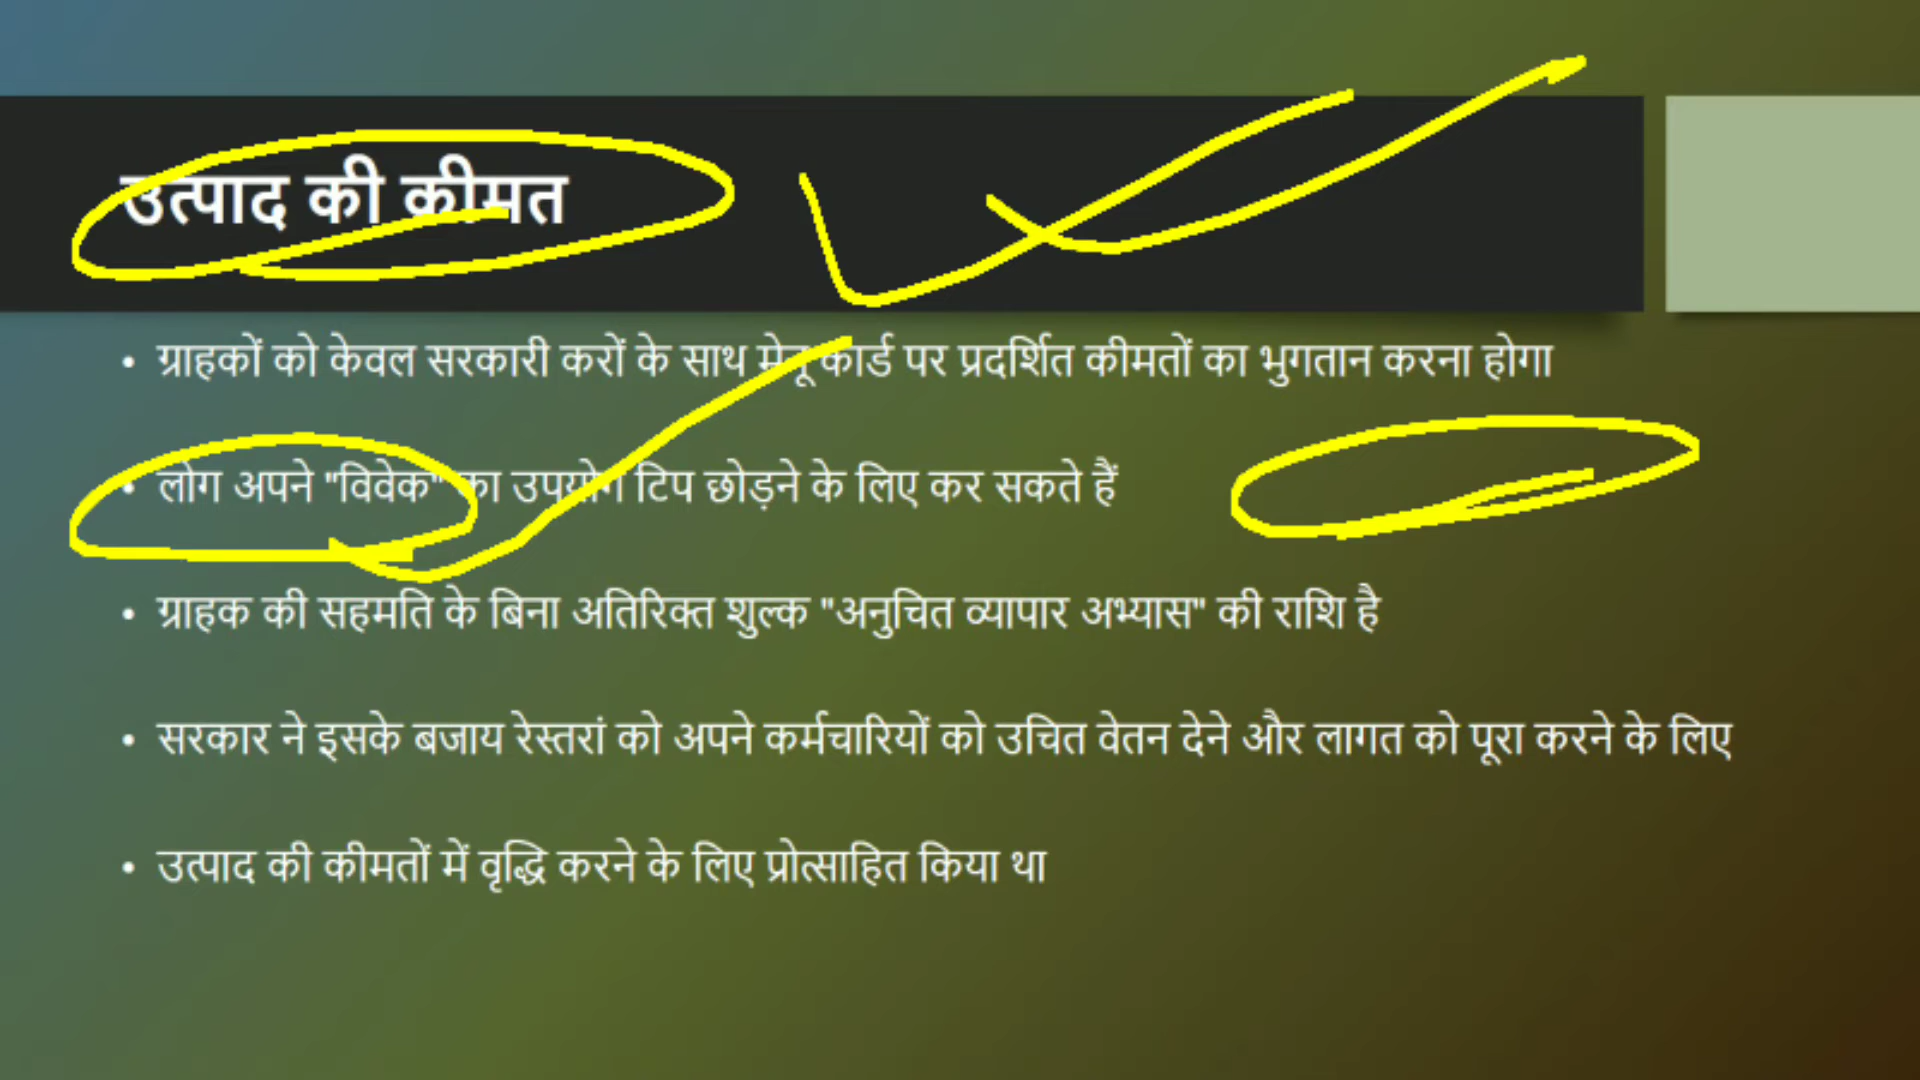 उत्पाद की कीमत
• ग्राहकों को केवल सरकारी करों के साथ मेनू कार्ड पर प्रदर्शित कीमतों का भुगतान करना होगा
• लोग अपने "विवेक" का उपयोग टिप छोड़ने के लिए कर सकते हैं
• ग्राहक की सहमति के बिना अतिरिक्त शुल्क "अनुचित व्यापार अभ्यास" की राशि है
• सरकार ने इसके बजाय रेस्तरां को अपने कर्मचारियों को उचित वेतन देने और लागत को पूरा करने के लिए
• उत्पाद की कीमतों में वृद्धि करने के लिए प्रोत्साहित किया था